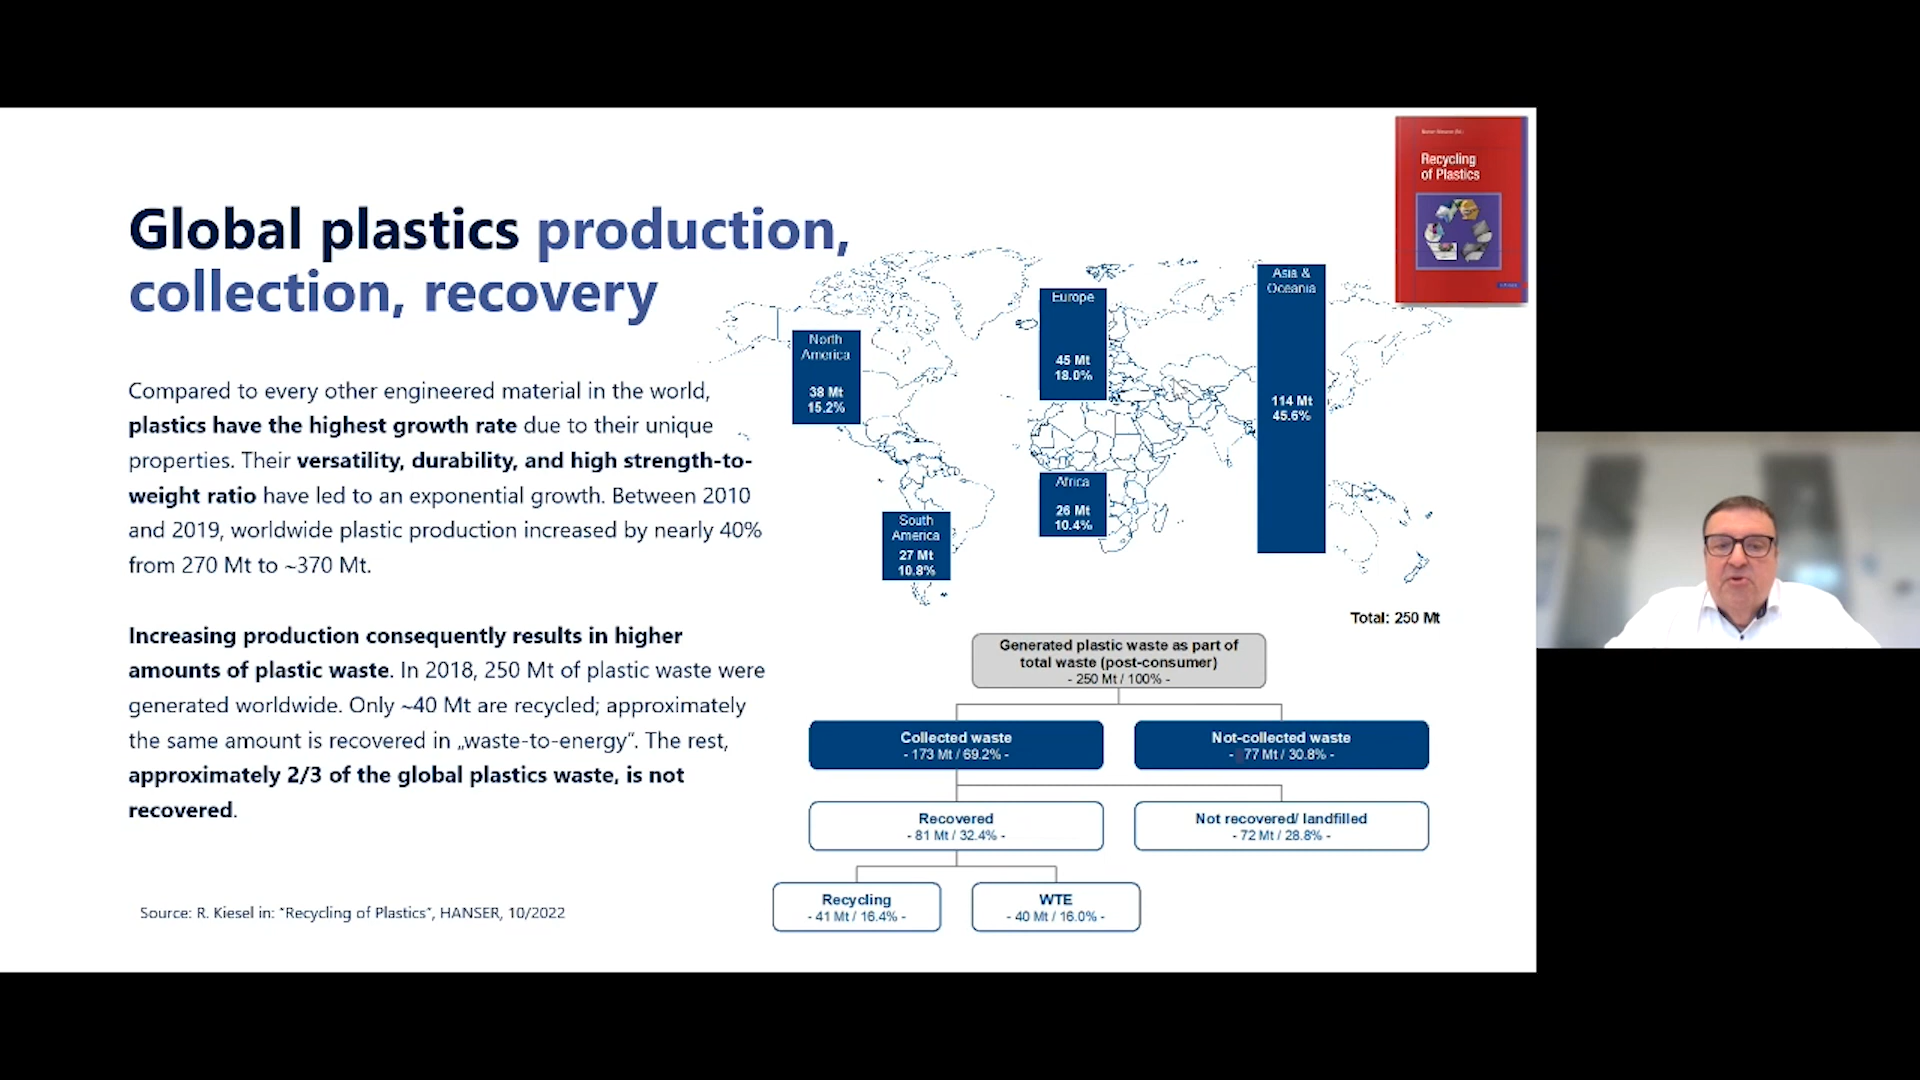 Recycling
of Plastics
Global plastics production,
collection, recovery
Compared to every other engineered material in the world,
plastics have the highest growth rate due to their unique
properties. Their versatility, durability, and high strength-to-
weight ratio have led to an exponential growth. Between 2010
and 2019, worldwide plastic production increased by nearly 40%
from 270 Mt to ~370 Mt.
Increasing production consequently results in higher
amounts of plastic waste. In 2018, 250 Mt of plastic waste were
generated worldwide. Only ~40 Mt are recycled; approximately
the same amount is recovered in „waste-to-energy“. The rest,
approximately 2/3 of the global plastics waste, is not
recovered.
Source: R. Kiesel in: "Recycling of Plastics", HANSER, 10/2022
North
America
38 Mt
15.2%
South
America
27 Mt
10.8%
Europe
45 Mt
18.0%
Africa
26 Mt
10.4%
Asia &
Oceania
114 Mt
45.6%
Total: 250 Mt
Generated plastic waste as part of
total waste (post-consumer)
- 250 Mt / 100% -
Collected waste
- 173 Mt / 69.2% -
Not-collected waste
- 77 Mt / 30.8% -
Recovered
- 81 Mt / 32.4% -
Not recovered/ landfilled
- 72 Mt / 28.8% -
Recycling
- 41 Mt / 16.4% -
WTE
- 40 Mt / 16.0% -